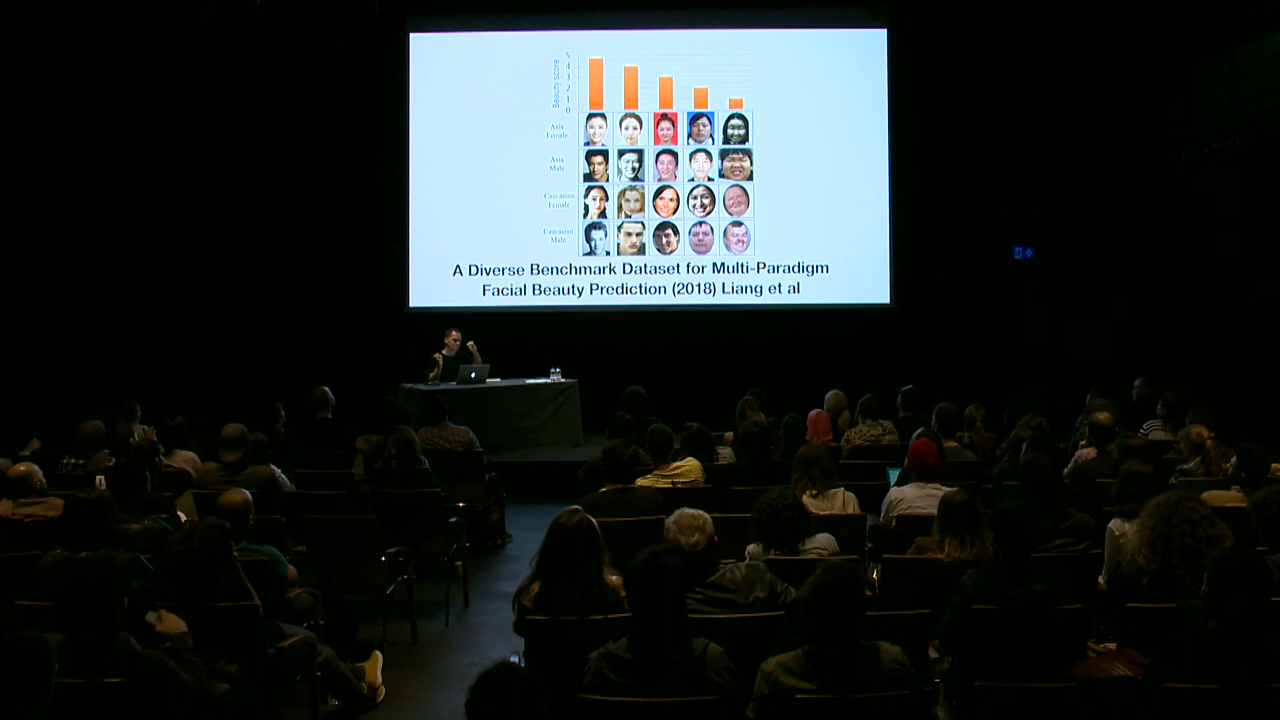 Beauty score
5
4
3
2
1
0
Asia
Female
Asia
Male
Caucasian
Female
Caucasian
Male
A Diverse Benchmark Dataset for Multi-Paradigm
Facial Beauty Prediction (2018) Liang et al